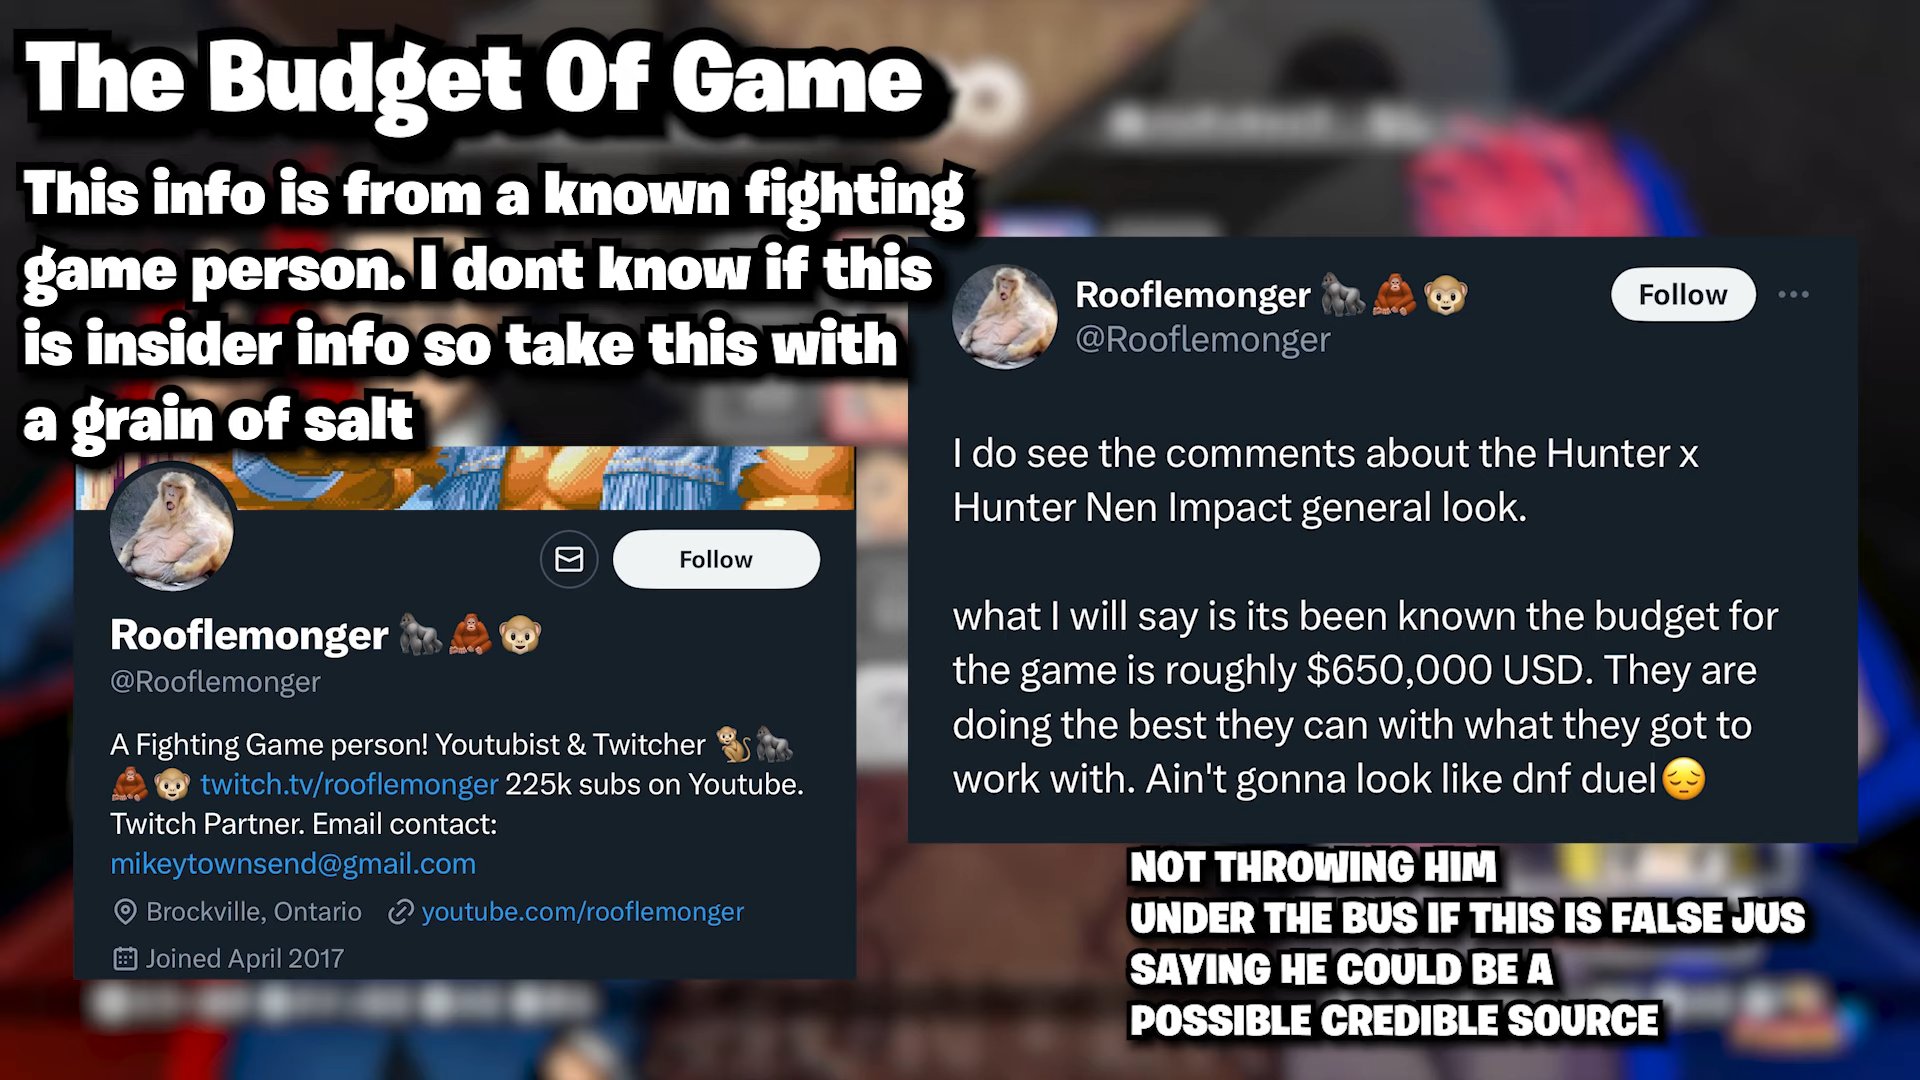 The Budget Of Game
This info is from a known fighting
game person. I dont know if this
is insider info so take this with
a grain of salt
Follow
Rooflemonger 🦍🦧🐵
@Rooflemonger
A Fighting Game person! Youtubist & Twitcher 🐒🦍
🦧🐵 twitch.tv/rooflemonger 225k subs on Youtube.
Twitch Partner. Email contact:
mikeytownsend@gmail.com
Brockville, Ontario youtube.com/rooflemonger
Joined April 2017
Rooflemonger 🦍🦧🐵
Follow
@Rooflemonger
I do see the comments about the Hunter x
Hunter Nen Impact general look.
what I will say is its been known the budget for
the game is roughly $650,000 USD. They are
doing the best they can with what they got to
work with. Ain't gonna look like dnf duel😔
NOT THROWING HIM
UNDER THE BUS IF THIS IS FALSE JUS
SAYING HE COULD BE A
POSSIBLE CREDIBLE SOURCE